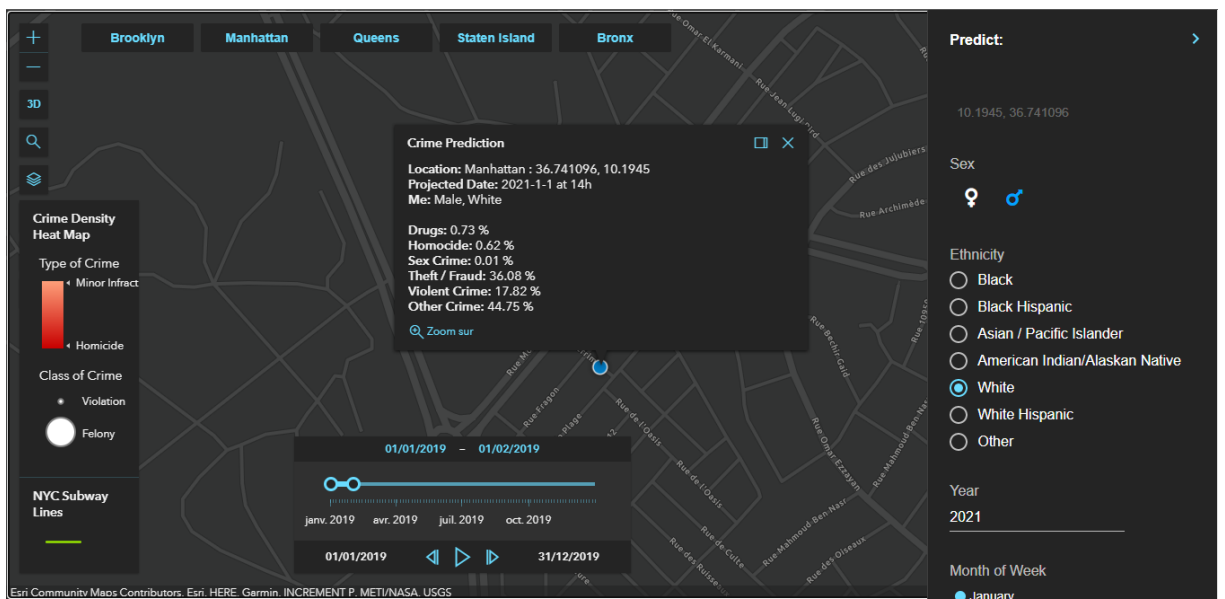 Brooklyn
Manhattan
Queens
Staten Island
Bronx
3D
Rue Omar El Karmani
Rue Jean Lugi Dird
Rue des Jujubiers
Rue Archimède
Crime Prediction
Location: Manhattan : 36.741096, 10.1945
Projected Date: 2021-1-1 at 14h
Me: Male, White
Drugs: 0.73 %
Homocide: 0.62 %
Sex Crime: 0.01 %
Theft / Fraud: 36.08 %
Violent Crime: 17.82 %
Other Crime: 44.75 %
Zoom sur
Crime Density
Heat Map
Type of Crime
Minor Infract
Homicide
Class of Crime
Violation
Felony
NYC Subway
Lines
Rue Bechir Gaid
Rue Fragon
Plage
Rue de l'Oasis
Rue de l'Oasis
Rue Omar Ezzayan
Rue Mahmoud Ben Nasr
Rue de Culte
Rue des Oiseaux
01/01/2019 – 01/02/2019
janv. 2019 avr. 2019 juil. 2019 oct. 2019
01/01/2019
31/12/2019
Esri Community Maps Contributors, Esri, HERE, Garmin, INCREMENT P, METI/NASA, USGS
Predict:
10.1945, 36.741096
Sex
Ethnicity
Black
Black Hispanic
Asian / Pacific Islander
American Indian/Alaskan Native
White
White Hispanic
Other
Year
2021
Month of Week
January